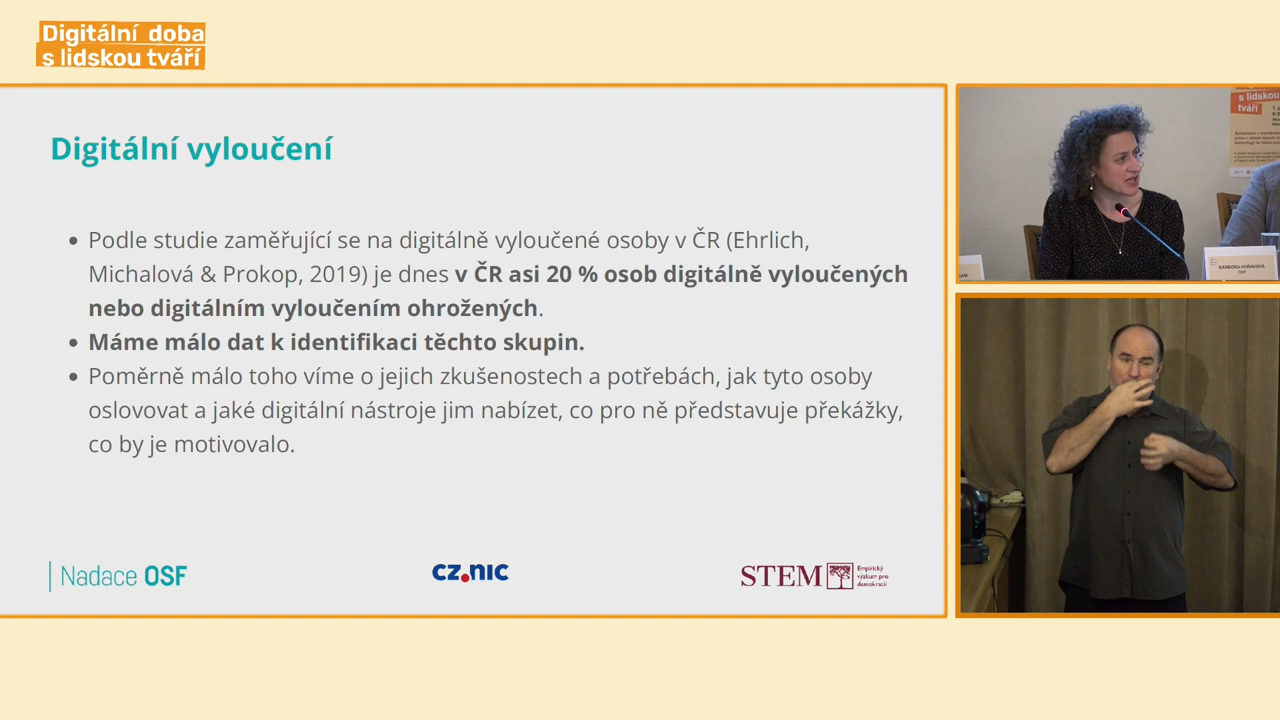 Digitální doba
s lidskou tváří
Digitální vyloučení
Podle studie zaměřující se na digitálně vyloučené osoby v ČR (Ehrlich,
Michalová & Prokop, 2019) je dnes v ČR asi 20 % osob digitálně vyloučených
nebo digitálním vyloučením ohrožených.
Máme málo dat k identifikaci těchto skupin.
Poměrně málo toho víme o jejich zkušenostech a potřebách, jak tyto osoby
oslovovat a jaké digitální nástroje jim nabízet, co pro ně představuje překážky,
co by je motivovalo.
Nadace OSF
CZ.NIC
STEM
Empirický
výzkum pro
demokracii
s lidskou
tváří
BARBORA HOŘAVOVÁ
OSF